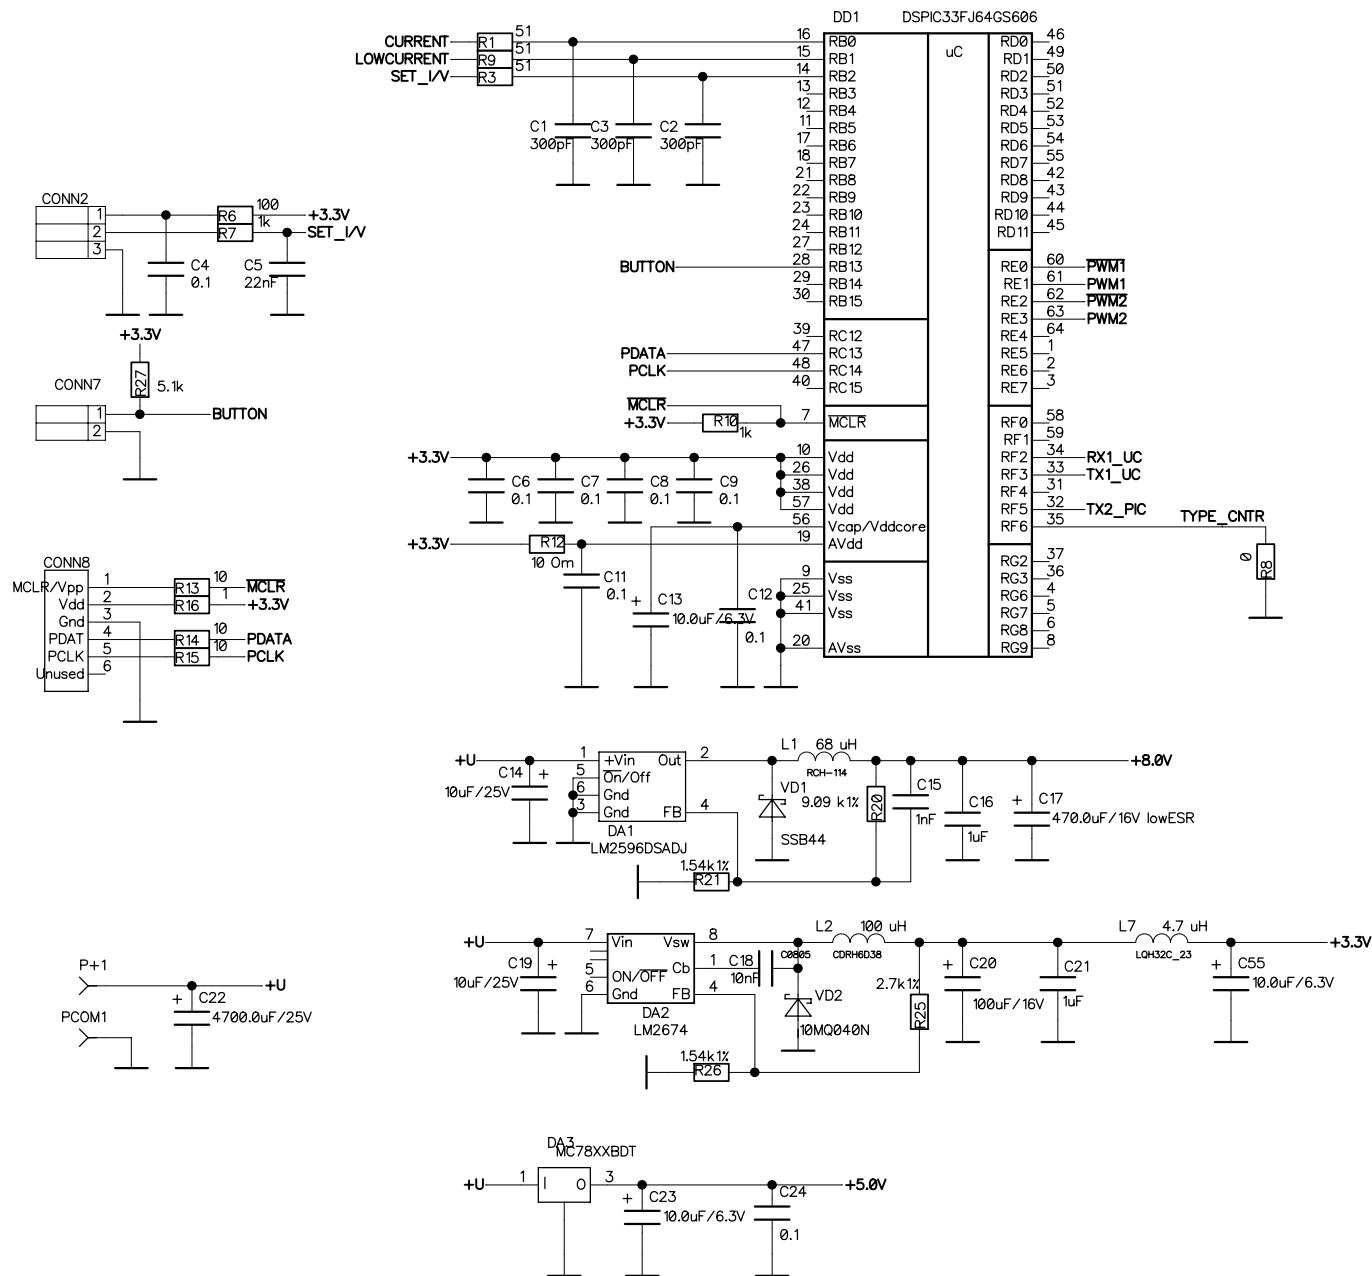 DD1 DSPIC33FJ64GS606
uC
CURRENT R1 51 16 RB0 RD0 46
LOWCURRENT R9 51 15 RB1 RD1 49
SET_I/V R3 51 14 RB2 RD2 50
13 RB3 RD3 51
12 RB4 RD4 52
11 RB5 RD5 53
17 RB6 RD6 54
18 RB7 RD7 55
21 RB8 RD8 42
22 RB9 RD9 43
23 RB10 RD10 44
24 RB11 RD11 45
27 RB12
BUTTON 28 RB13 RE0 60 PWM1
29 RB14 RE1 61 PWM1
30 RB15 RE2 62 PWM2
RE3 63 PWM2
39 RC12 RE4 64
PDATA 47 RC13 RE5 1
PCLK 48 RC14 RE6 2
40 RC15 RE7 3
MCLR
+3.3V R10 1k 7 MCLR RF0 58
RF1 59
+3.3V 10 Vdd RF2 34 RX1_UC
26 Vdd RF3 33 TX1_UC
38 Vdd RF4 31
57 Vdd RF5 32 TX2_PIC
56 Vcap/Vddcore RF6 35 TYPE_CNTR
+3.3V R12 10 Om 19 AVdd
0 R8
9 Vss RG2 37
25 Vss RG3 36
41 Vss RG6 4
RG7 5
RG8 6
20 AVss RG9 8
C1 300pF
C3 300pF
C2 300pF
C6 0.1
C7 0.1
C8 0.1
C9 0.1
C11 0.1
+ C13 10.0uF/6.3V
C12 0.1
CONN2
1 R6 100 +3.3V
2 R7 1k SET_I/V
3
C4 0.1
C5 22nF
+3.3V
R27 5.1k
CONN7
1 BUTTON
2
CONN8
MCLR/Vpp 1 R13 10 MCLR
Vdd 2 R16 1 +3.3V
Gnd 3
PDAT 4 R14 10 PDATA
PCLK 5 R15 10 PCLK
Unused 6
+U 1 +Vin Out 2 L1 68 uH +8.0V
RCH-114
C14 + 10uF/25V
5 On/Off
6 Gnd
3 Gnd FB 4
DA1
LM2596DSADJ
VD1
SSB44
9.09 k1% R20
C15 1nF
C16 1uF
+ C17 470.0uF/16V lowESR
1.54k1%
R21
+U 7 Vin Vsw 8 L2 100 uH L7 4.7 uH +3.3V
C0805 CDRH6D38 LQH32C_23
C19 + 10uF/25V
Cb 1 C18 10nF
5 ON/OFF
6 Gnd FB 4
DA2
LM2674
VD2
10MQ040N
2.7k1% R25
+ C20 100uF/16V
C21 1uF
+ C55 10.0uF/6.3V
1.54k1%
R26
P+1 +U
+ C22 4700.0uF/25V
PCOM1
DA3
MC78XXBDT
+U 1 I O 3 +5.0V
+ C23 10.0uF/6.3V
C24 0.1